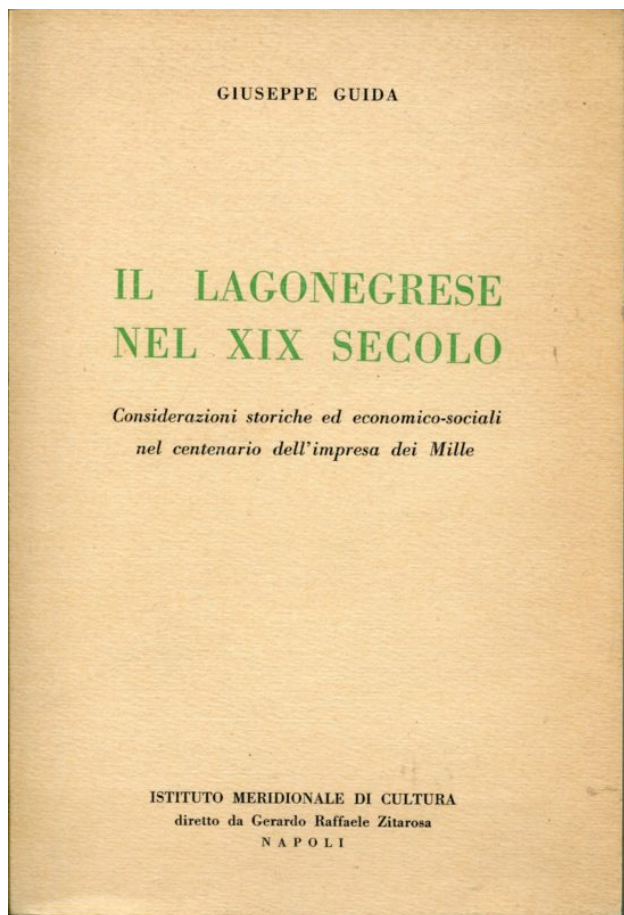 GIUSEPPE GUIDA
IL LAGONEGRESE
NEL XIX SECOLO
Considerazioni storiche ed economico-sociali
nel centenario dell'impresa dei Mille
ISTITUTO MERIDIONALE DI CULTURA
diretto da Gerardo Raffaele Zitarosa
NAPOLI